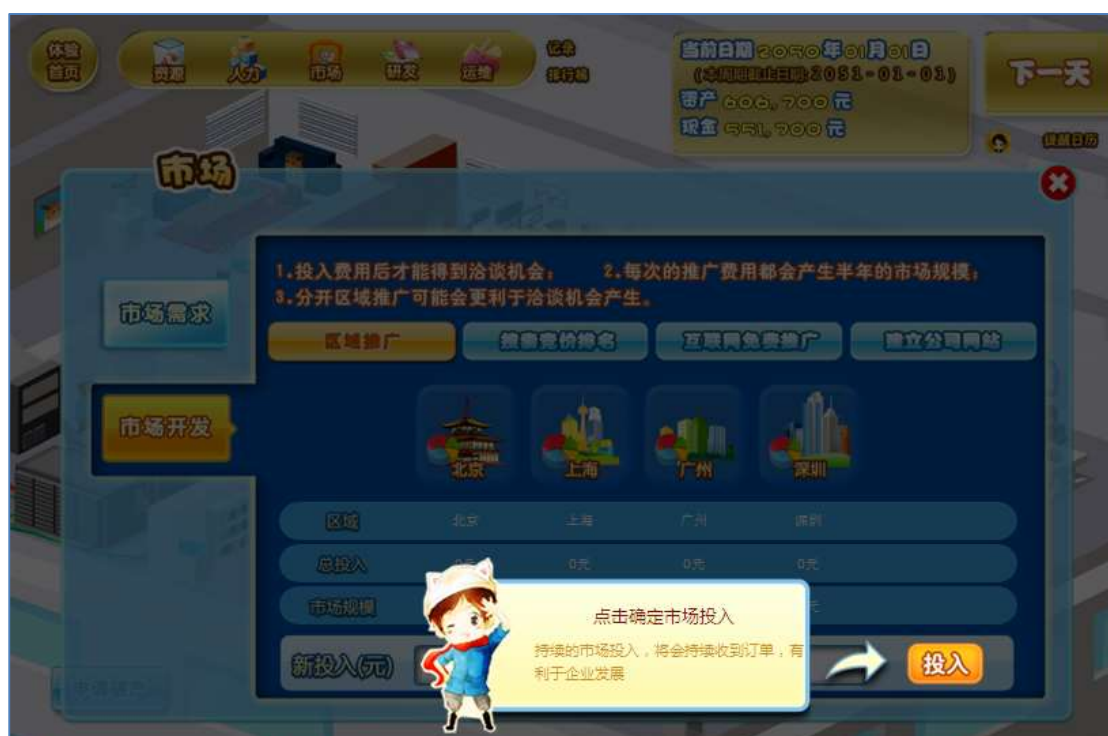 体验
首页
资源
人力
市场
研发
运维
记录
排行榜
当前日期 2050年01月01日
(本周期截止日期:2051-01-01)
资产 606,700 元
现金 551,700 元
下一天
提醒日历
市场
1.投入费用后才能得到洽谈机会; 2.每次的推广费用都会产生半年的市场规模;
3.分开区域推广可能会更利于洽谈机会产生。
市场需求
区域推广 搜索竞价排名 互联网免费推广 建立公司网站
市场开发
北京 上海 广州 深圳
区域 北京 上海 广州 深圳
总投入 0元 0元 0元
市场规模
点击确定市场投入
持续的市场投入，将会持续收到订单，有
利于企业发展
新投入(元)
投入